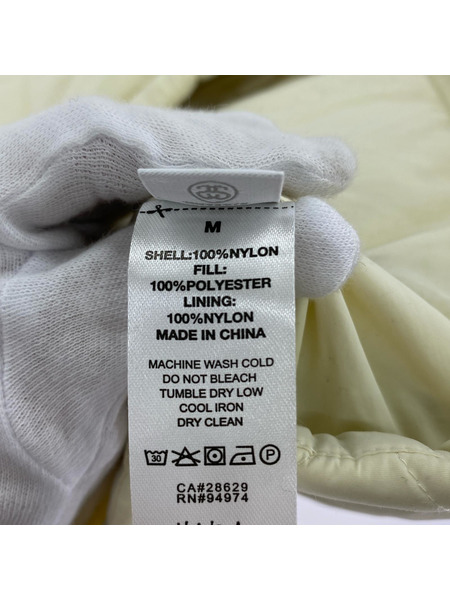 M
SHELL:100%NYLON
FILL:
100%POLYESTER
LINING:
100%NYLON
MADE IN CHINA
MACHINE WASH COLD
DO NOT BLEACH
TUMBLE DRY LOW
COOL IRON
DRY CLEAN
30 P
CA#28629
RN#94974